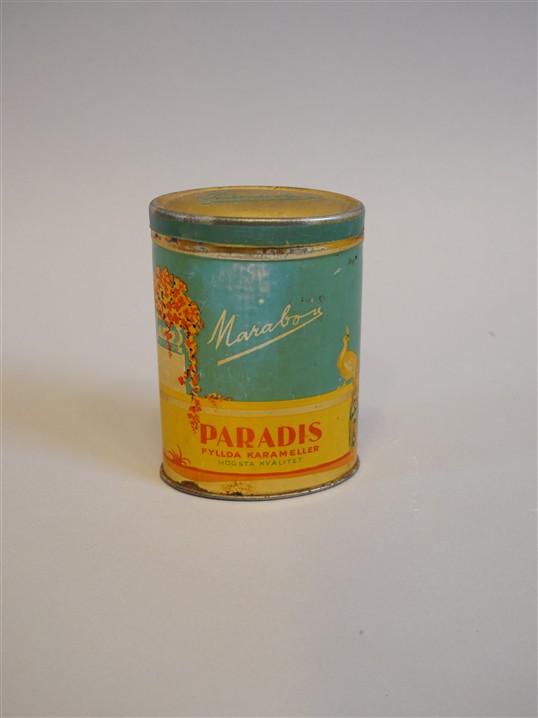 Marabou
PARADIS
FYLLDA KARAMELLER
HÖGSTA KVALITET